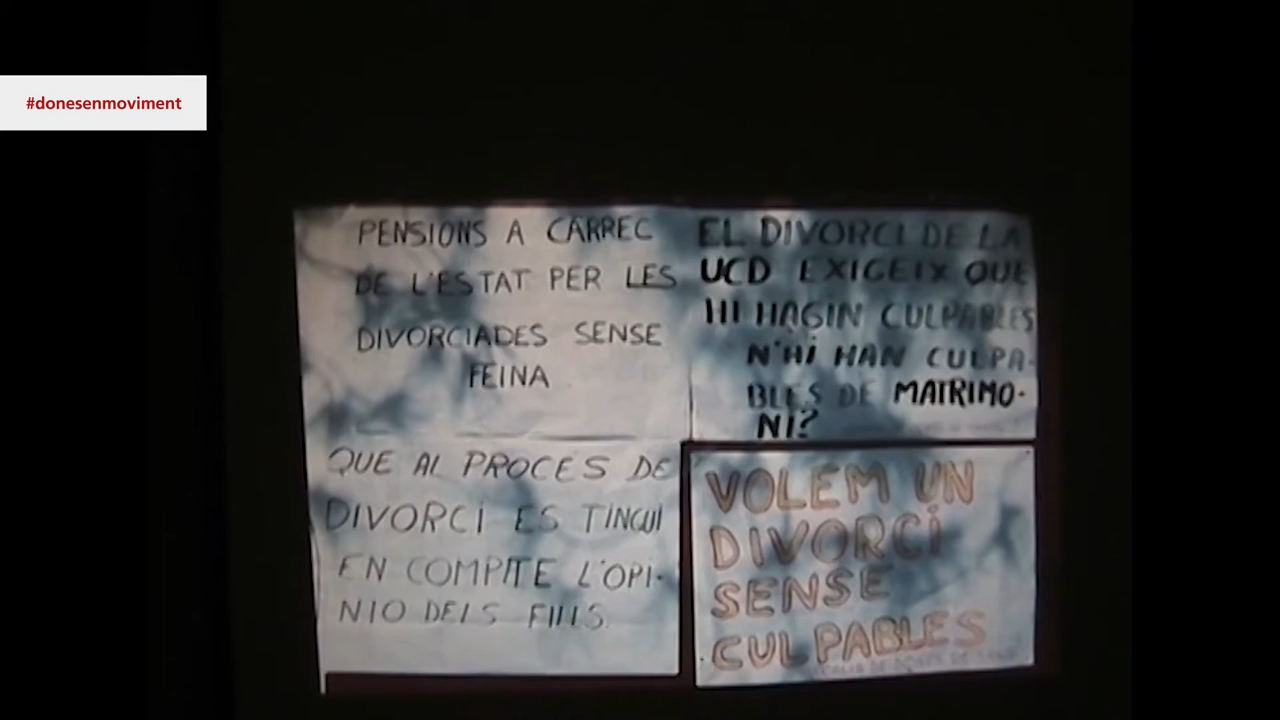 #donesenmoviment
PENSIONS A CARREC
DE L'ESTAT PER LES
DIVORCIADES SENSE
FEINA
EL DIVORCI DE LA
UCD EXIGEIX QUE
HI HAGIN CULPABLES
N'HI HAN CULPA-
BLES DE MATRIMO-
NI?
QUE AL PROCES DE
DIVORCI ES TINGUI
EN COMPTE L'OPI-
NIO DELS FILLS.
VOLEM UN
DIVORCI
SENSE
CULPABLES